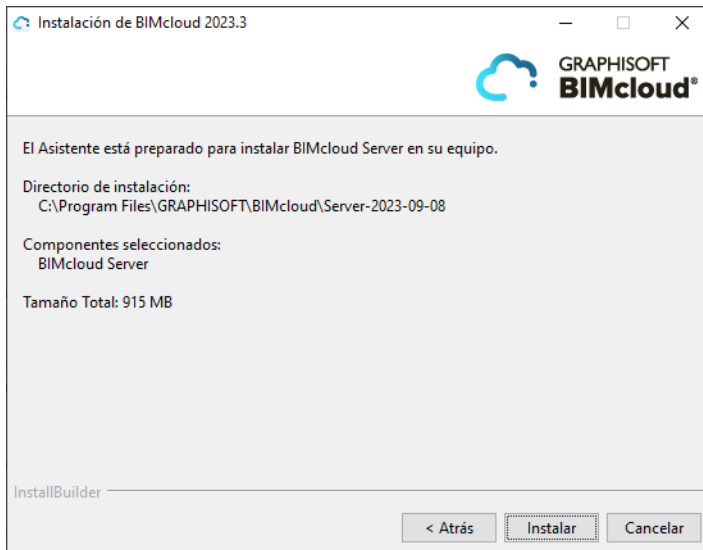 Instalación de BIMcloud 2023.3
GRAPHISOFT
BIMcloud®
El Asistente está preparado para instalar BIMcloud Server en su equipo.
Directorio de instalación:
C:\Program Files\GRAPHISOFT\BIMcloud\Server-2023-09-08
Componentes seleccionados:
BIMcloud Server
Tamaño Total: 915 MB
InstallBuilder
< Atrás Instalar Cancelar